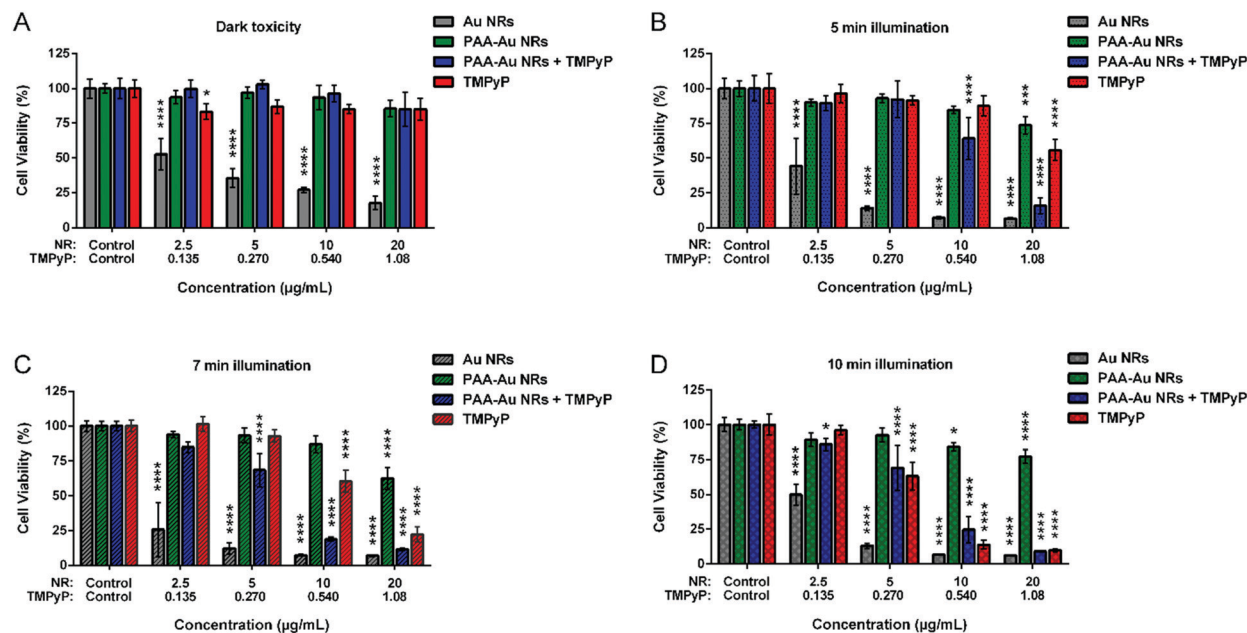 A
Dark toxicity
Au NRs
PAA-Au NRs
PAA-Au NRs + TMPyP
TMPyP
Cell Viability (%)
125
100
75
50
25
0
**** * **** **** ****
NR: Control 2.5 5 10 20
TMPyP: Control 0.135 0.270 0.540 1.08
Concentration (µg/mL)
B
5 min illumination
Au NRs
PAA-Au NRs
PAA-Au NRs + TMPyP
TMPyP
Cell Viability (%)
125
100
75
50
25
0
**** **** **** **** **** *** **** ****
NR: Control 2.5 5 10 20
TMPyP: Control 0.135 0.270 0.540 1.08
Concentration (µg/mL)
C
7 min illumination
Au NRs
PAA-Au NRs
PAA-Au NRs + TMPyP
TMPyP
Cell Viability (%)
125
100
75
50
25
0
**** **** **** **** **** **** **** **** **** ****
NR: Control 2.5 5 10 20
TMPyP: Control 0.135 0.270 0.540 1.08
Concentration (µg/mL)
D
10 min illumination
Au NRs
PAA-Au NRs
PAA-Au NRs + TMPyP
TMPyP
Cell Viability (%)
125
100
75
50
25
0
**** * **** **** **** **** * **** **** **** **** **** ****
NR: Control 2.5 5 10 20
TMPyP: Control 0.135 0.270 0.540 1.08
Concentration (µg/mL)